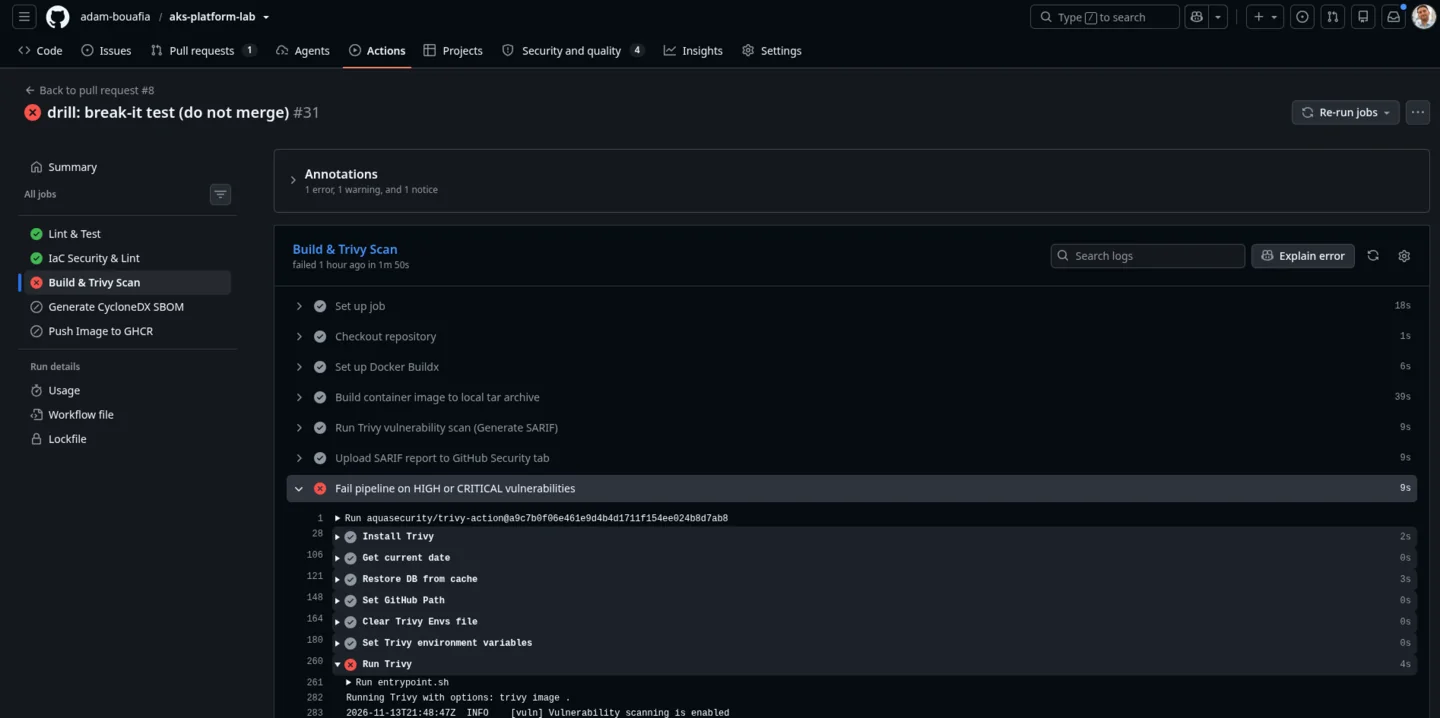 adam-bouafia / aks-platform-lab
Type / to search
Code
Issues
Pull requests 1
Agents
Actions
Projects
Security and quality 4
Insights
Settings
Back to pull request #8
drill: break-it test (do not merge) #31
Re-run jobs
Summary
All jobs
Lint & Test
IaC Security & Lint
Build & Trivy Scan
Generate CycloneDX SBOM
Push Image to GHCR
Run details
Usage
Workflow file
Lockfile
Annotations
1 error, 1 warning, and 1 notice
Build & Trivy Scan
failed 1 hour ago in 1m 50s
Search logs
Explain error
Set up job 18s
Checkout repository 1s
Set up Docker Buildx 6s
Build container image to local tar archive 39s
Run Trivy vulnerability scan (Generate SARIF) 9s
Upload SARIF report to GitHub Security tab 9s
Fail pipeline on HIGH or CRITICAL vulnerabilities 9s
1 Run aquasecurity/trivy-action@a9c7b0f06e461e9d4b4d1711f154ee024b8d7ab8
28 Install Trivy 2s
106 Get current date 0s
121 Restore DB from cache 3s
148 Set GitHub Path 0s
164 Clear Trivy Envs file 0s
180 Set Trivy environment variables 0s
260 Run Trivy 4s
261 Run entrypoint.sh
282 Running Trivy with options: trivy image .
283 2026-11-13T21:48:47Z INFO [vuln] Vulnerability scanning is enabled